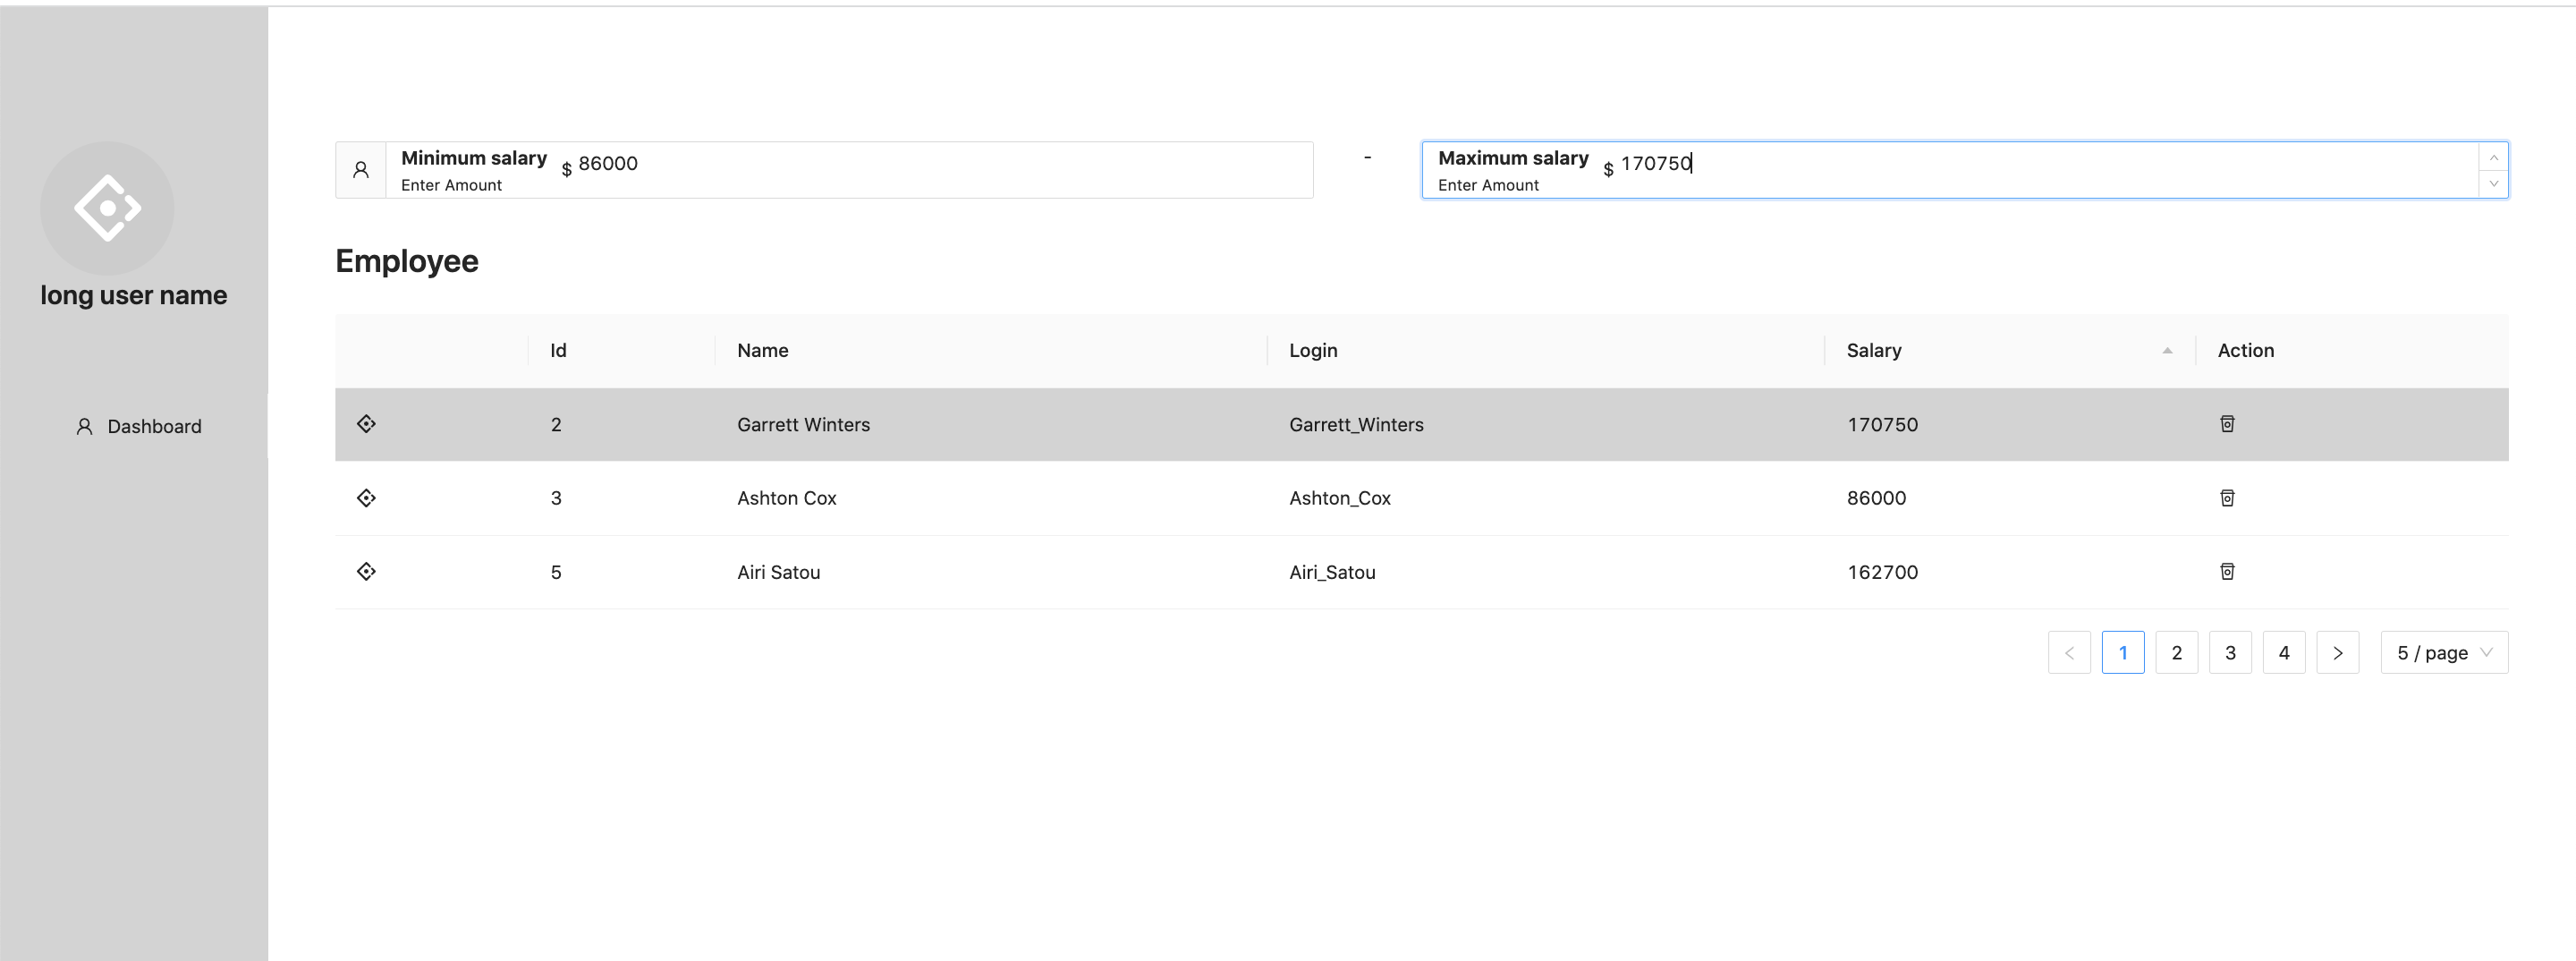 Minimum salary $ 86000
Enter Amount
-
Maximum salary $ 170750
Enter Amount
long user name
Dashboard
Employee
Id Name Login Salary Action
2 Garrett Winters Garrett_Winters 170750
3 Ashton Cox Ashton_Cox 86000
5 Airi Satou Airi_Satou 162700
< 1 2 3 4 > 5 / page